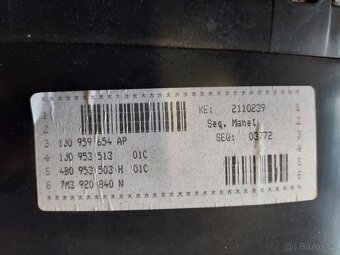 1 KE: 2110239 1
2 Seg. Manet 2
3 1J0 959 654 AP SEQ: 03772 3
4 1J0 953 513 01C 4
5 4B0 953 503 H 01C 5
6 7M3 920 840 N 6